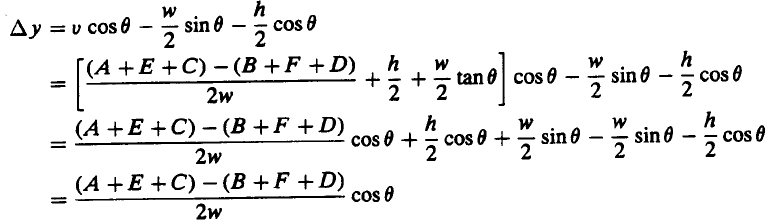 Δy = υ cos θ − w/2 sin θ − h/2 cos θ
= [((A + E + C) − (B + F + D))/2w + h/2 + w/2 tan θ] cos θ − w/2 sin θ − h/2 cos θ
= ((A + E + C) − (B + F + D))/2w cos θ + h/2 cos θ + w/2 sin θ − w/2 sin θ − h/2 cos θ
= ((A + E + C) − (B + F + D))/2w cos θ